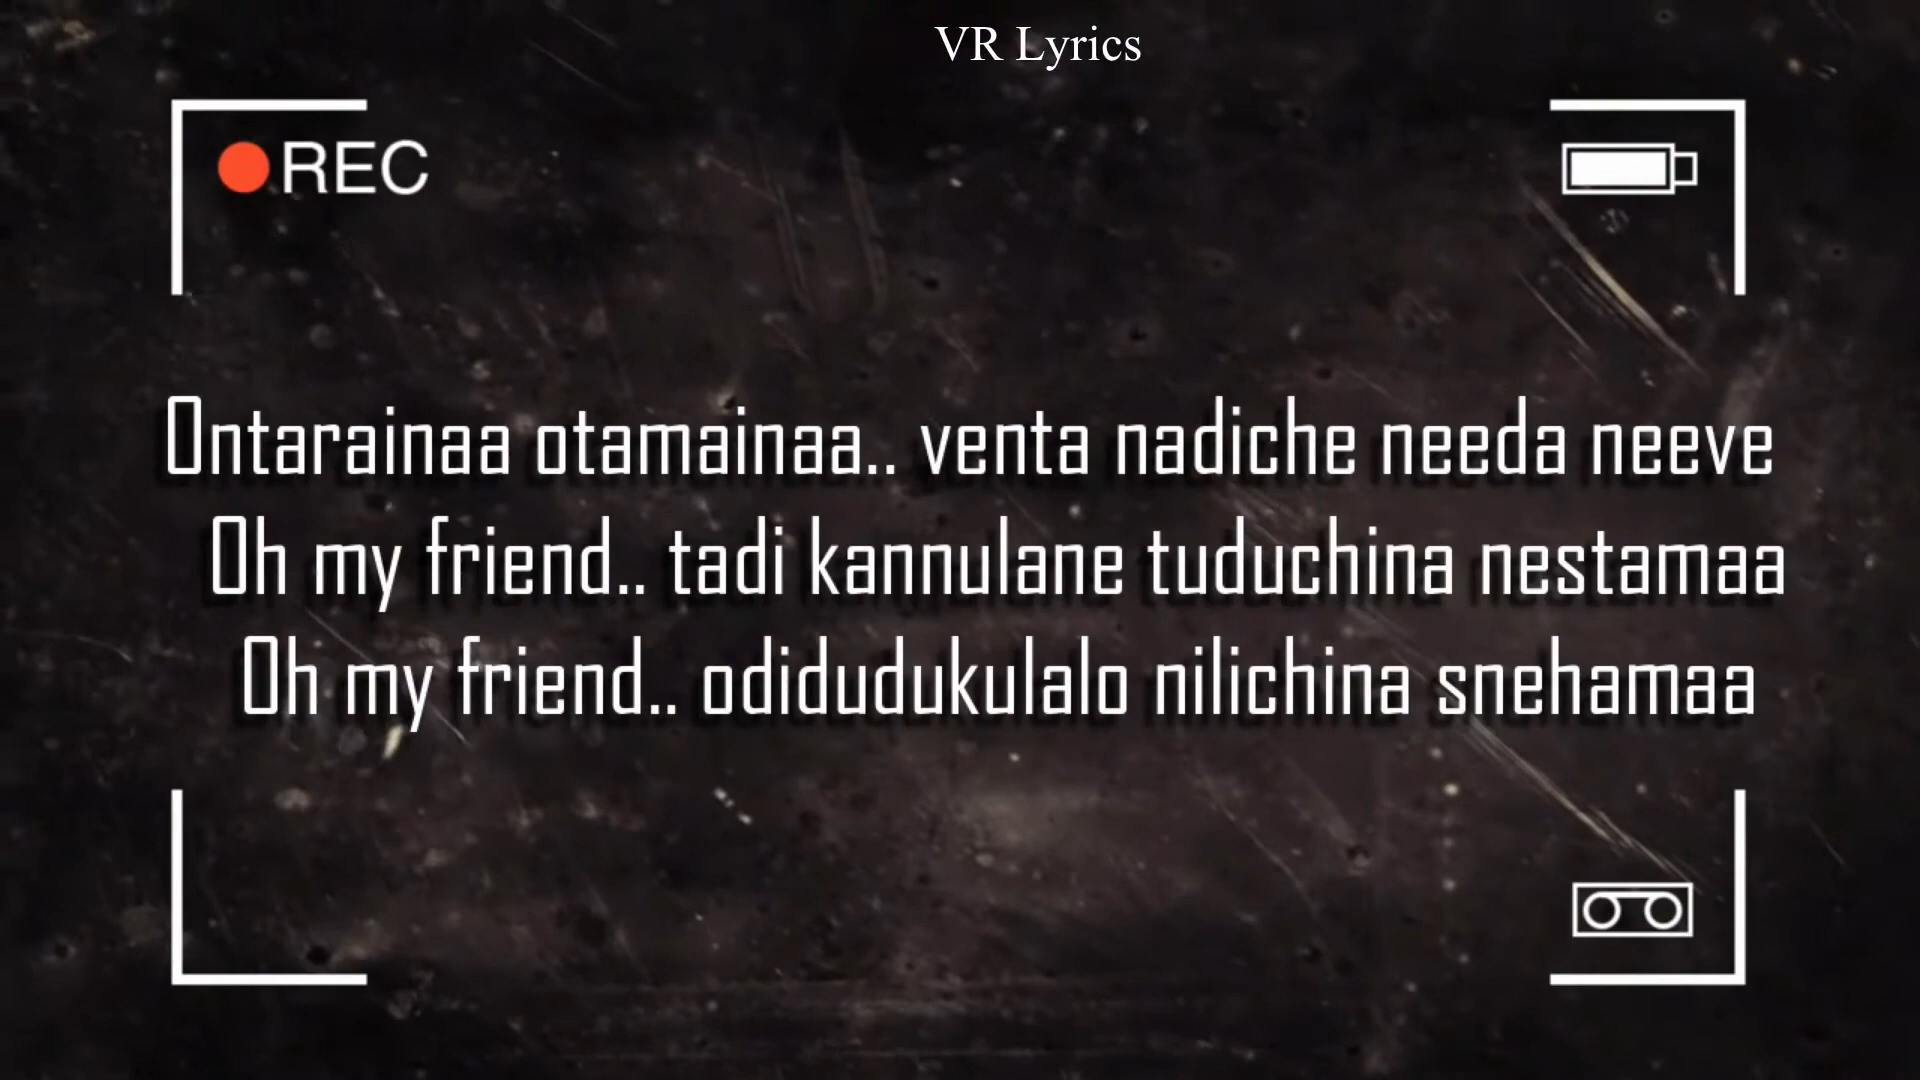 VR Lyrics
REC
Ontarainaa otamainaa.. venta nadiche needa neeve
Oh my friend.. tadi kannulane tuduchina nestamaa
Oh my friend.. odidudukulalo nilichina snehamaa